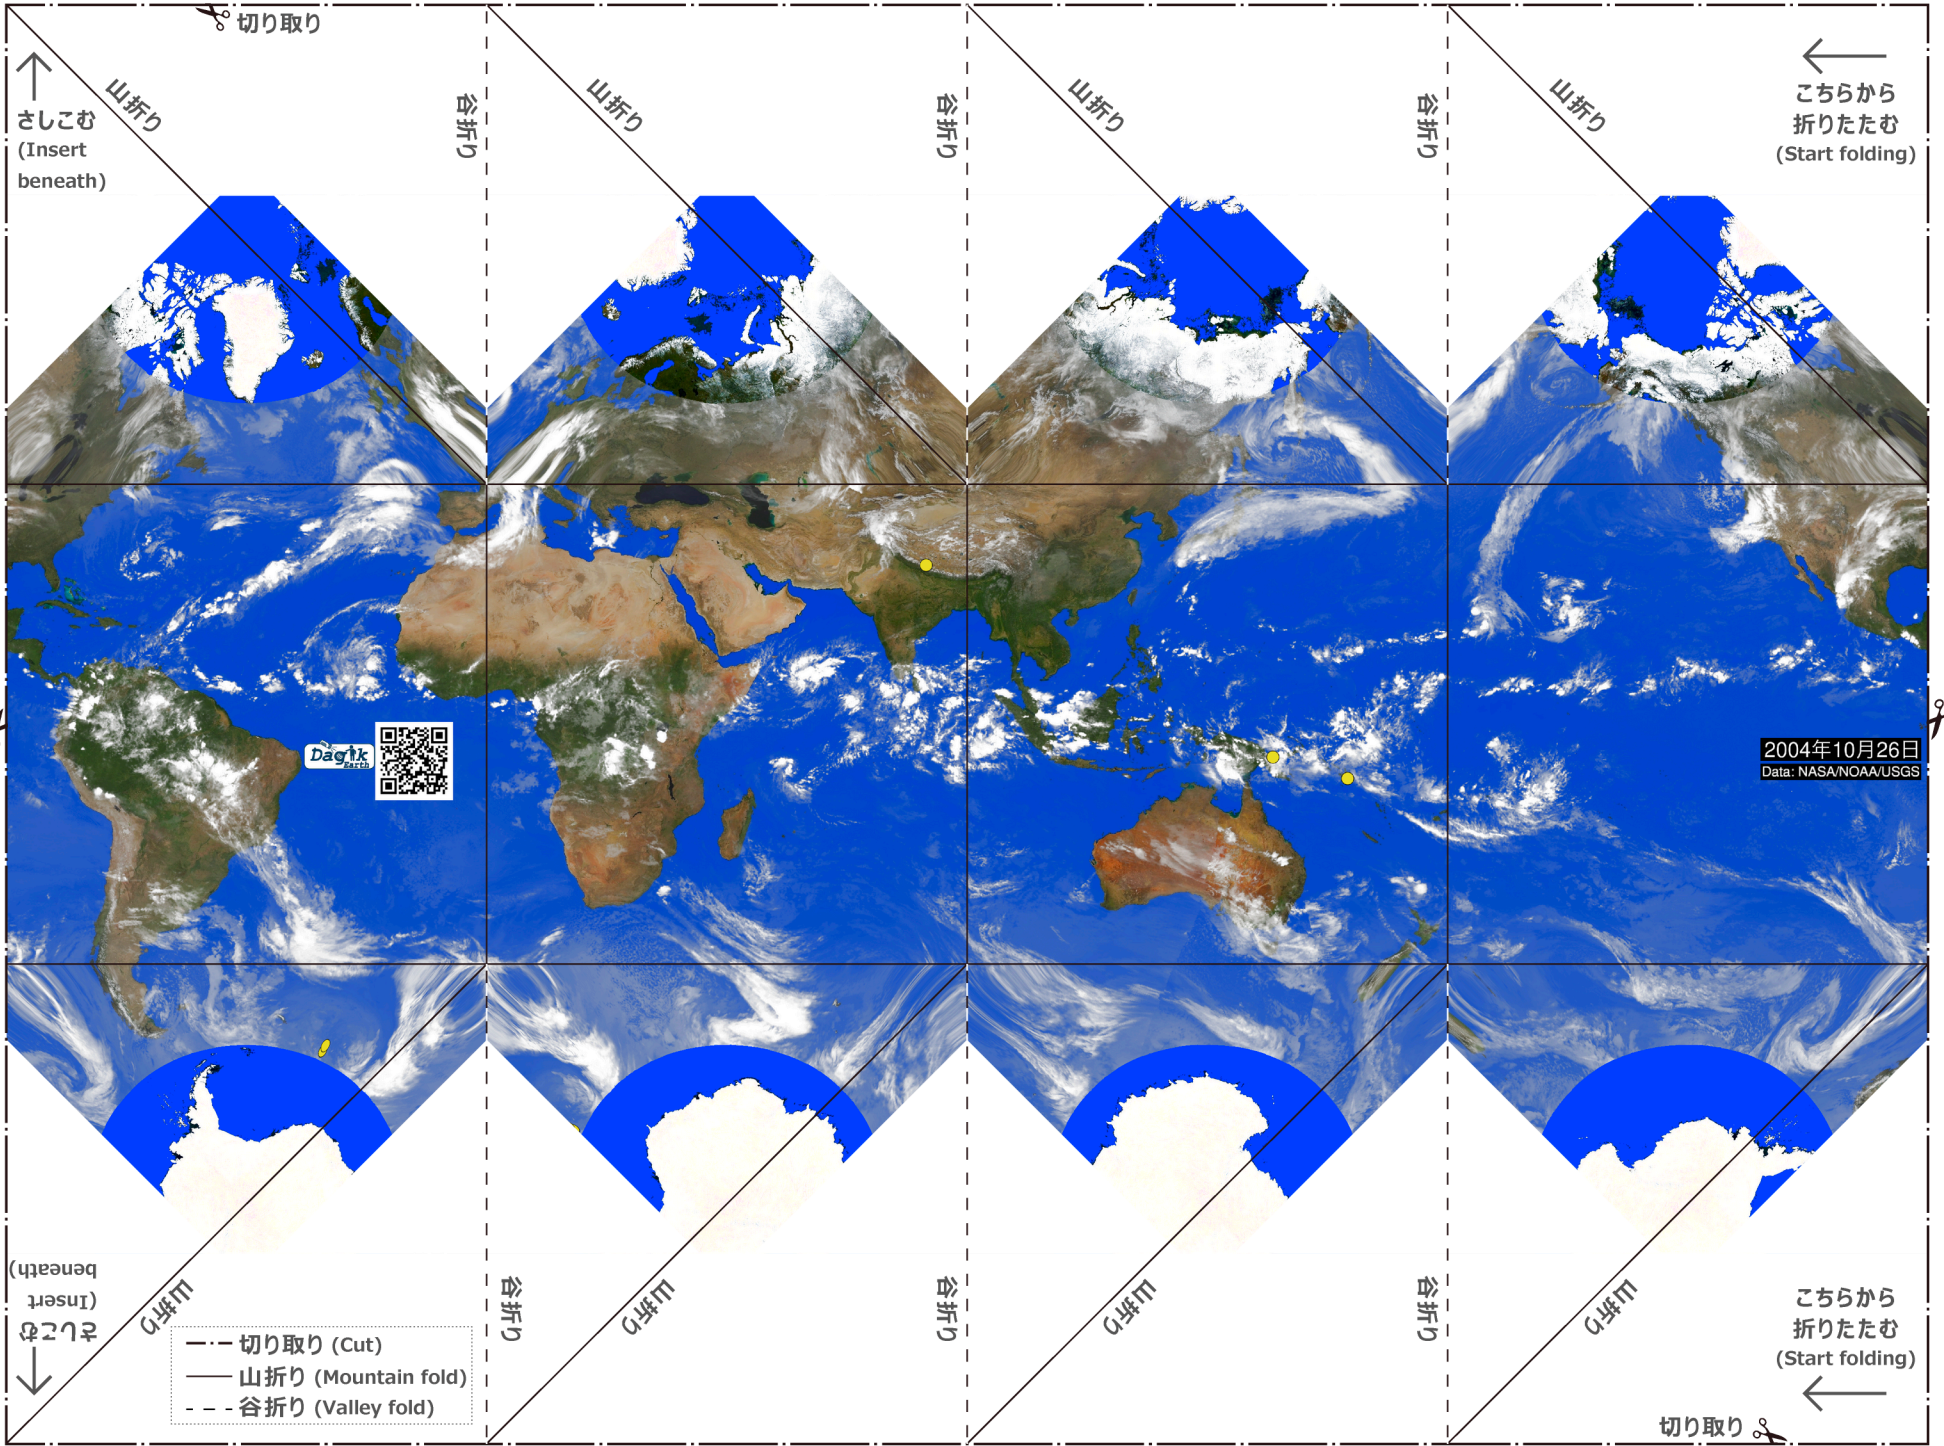 切り取り
さしこむ
(Insert
beneath)
山折り
谷折り
山折り
谷折り
山折り
谷折り
山折り
こちらから
折りたたむ
(Start folding)
Dagik
Earth
2004年10月26日
Data: NASA/NOAA/USGS
さしこむ
(Insert
beneath)
山折り
谷折り
山折り
谷折り
山折り
谷折り
山折り
こちらから
折りたたむ
(Start folding)
切り取り (Cut)
山折り (Mountain fold)
谷折り (Valley fold)
切り取り